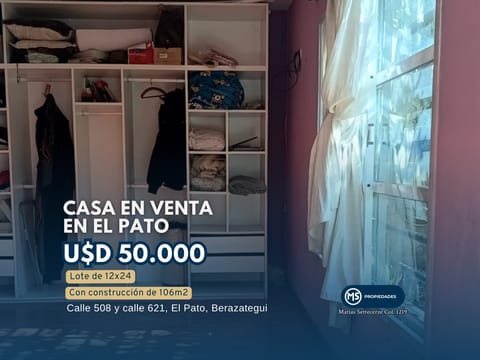 CASA EN VENTA
EN EL PATO
U$D 50.000
Lote de 12x24
Con construcción de 106m2
Calle 508 y calle 621, El Pato, Berazategui
MS PROPIEDADES
Matías Settecerze Col. 1219